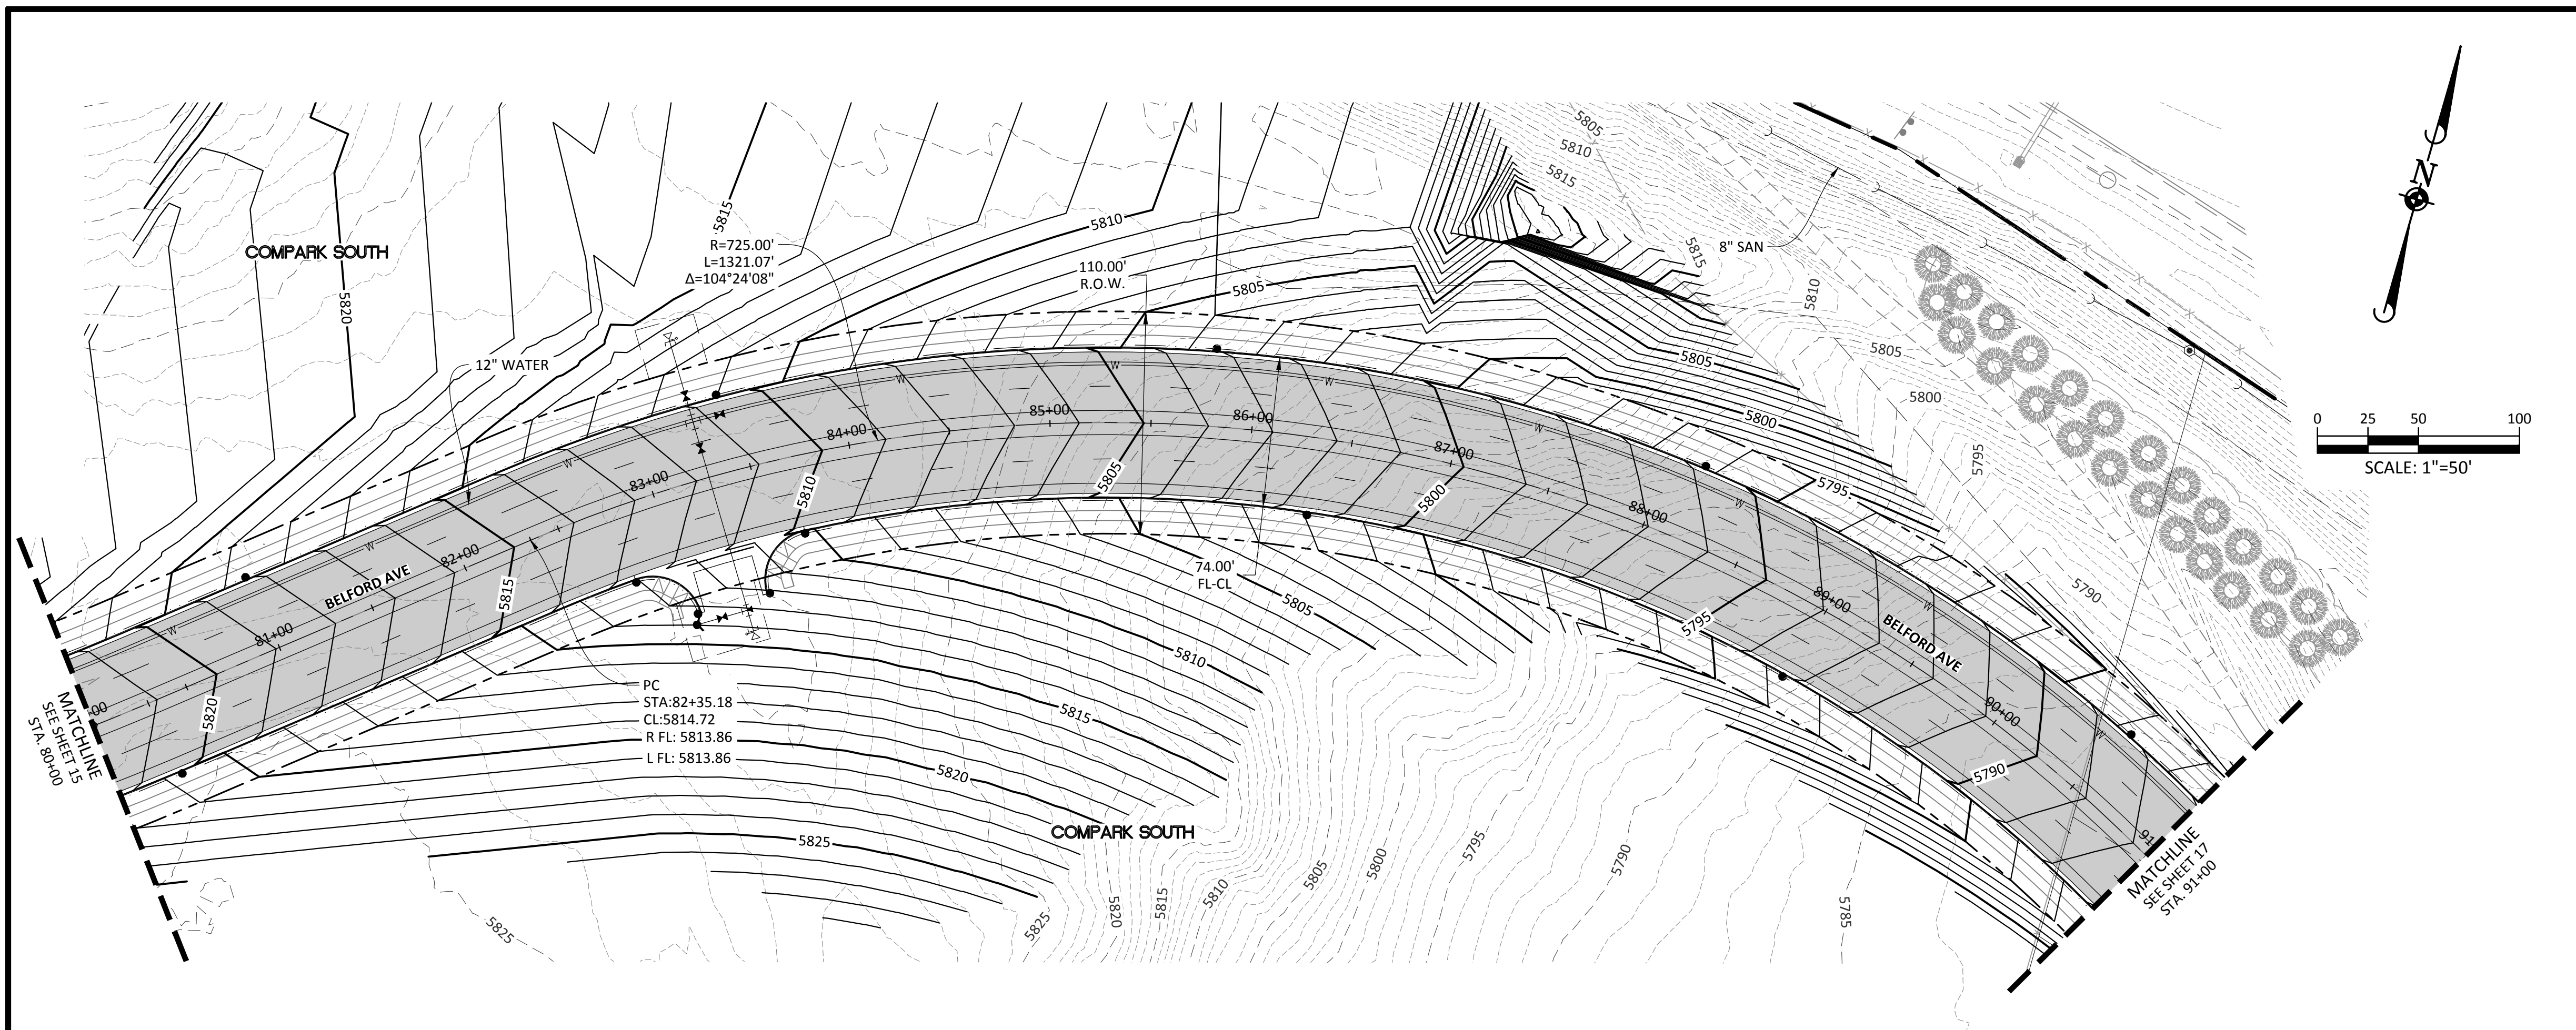 5805
5810
5815
COMPARK SOUTH
5820
5815
R=725.00'
L=1321.07'
Δ=104°24'08"
5810
110.00'
R.O.W.
5805
5815
8" SAN
5810
N
12" WATER
5805
5805
5800
5800
5795
5795
5790
0 25 50 100
SCALE: 1"=50'
W
W
W
W
W
W
W
W
W
W
81+00
82+00
83+00
84+00
85+00
86+00
87+00
88+00
89+00
90+00
91
00
BELFORD AVE
BELFORD AVE
5820
5815
5810
5805
5800
5795
5790
74.00'
FL-CL
MATCHLINE
SEE SHEET 15
STA. 80+00
PC
STA:82+35.18
CL:5814.72
R FL: 5813.86
L FL: 5813.86
5805
5810
5815
5820
5825
COMPARK SOUTH
5825
5825
5820
5815
5810
5805
5800
5795
5790
5785
MATCHLINE
SEE SHEET 17
STA. 91+00